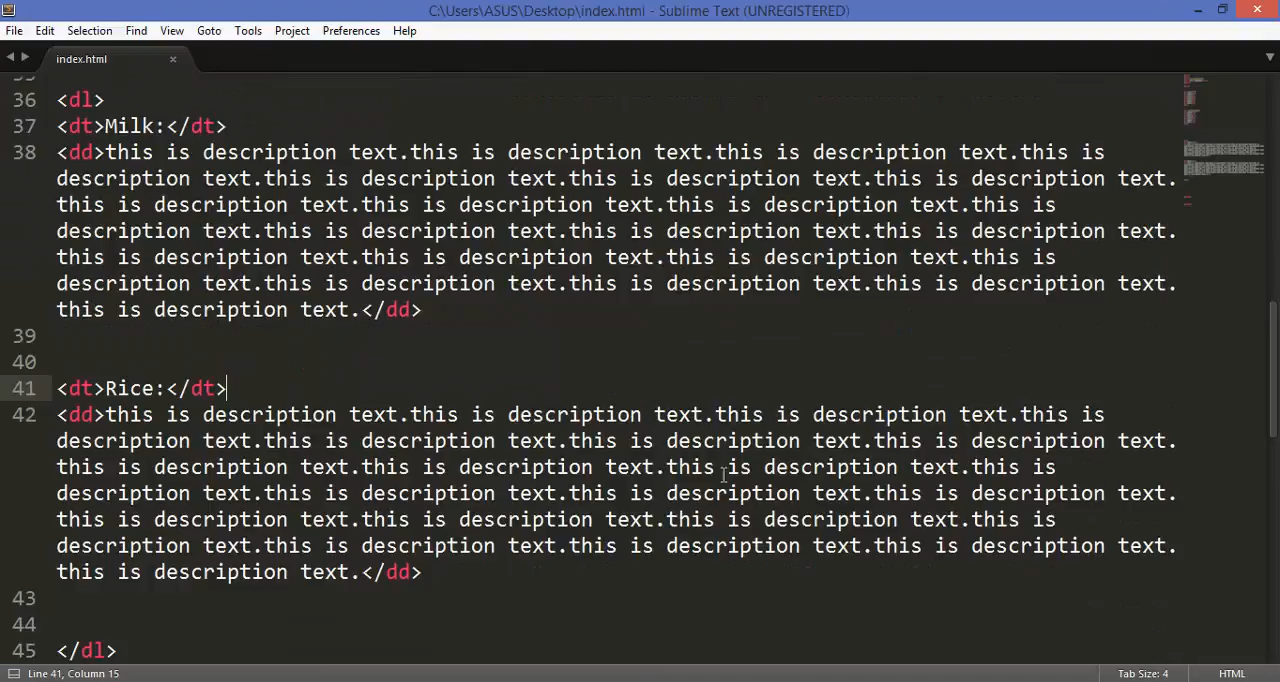 C:\Users\ASUS\Desktop\index.html - Sublime Text (UNREGISTERED)
File Edit Selection Find View Goto Tools Project Preferences Help
index.html
36 <dl>
37 <dt>Milk:</dt>
38 <dd>this is description text.this is description text.this is description text.this is
description text.this is description text.this is description text.this is description text.
this is description text.this is description text.this is description text.this is
description text.this is description text.this is description text.this is description text.
this is description text.this is description text.this is description text.this is
description text.this is description text.this is description text.this is description text.
this is description text.</dd>
39
40
41 <dt>Rice:</dt>
42 <dd>this is description text.this is description text.this is description text.this is
description text.this is description text.this is description text.this is description text.
this is description text.this is description text.this is description text.this is
description text.this is description text.this is description text.this is description text.
this is description text.this is description text.this is description text.this is
description text.this is description text.this is description text.this is description text.
this is description text.</dd>
43
44
45 </dl>
Line 41, Column 15 Tab Size: 4 HTML